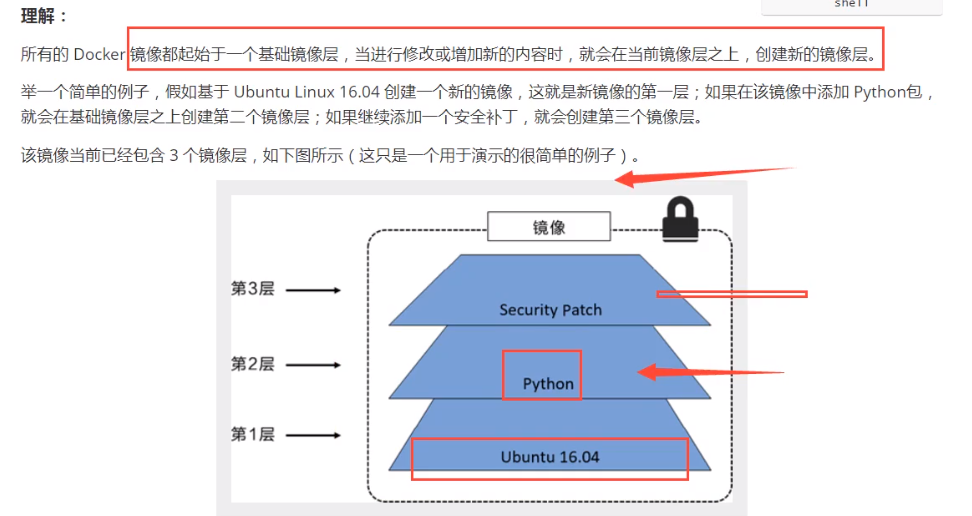 shell
理解：
所有的 Docker 镜像都起始于一个基础镜像层，当进行修改或增加新的内容时，就会在当前镜像层之上，创建新的镜像层。
举一个简单的例子，假如基于 Ubuntu Linux 16.04 创建一个新的镜像，这就是新镜像的第一层；如果在该镜像中添加 Python包，
就会在基础镜像层之上创建第二个镜像层；如果继续添加一个安全补丁，就会创建第三个镜像层。
该镜像当前已经包含 3 个镜像层，如下图所示（这只是一个用于演示的很简单的例子）。
镜像
第3层
Security Patch
第2层
Python
第1层
Ubuntu 16.04